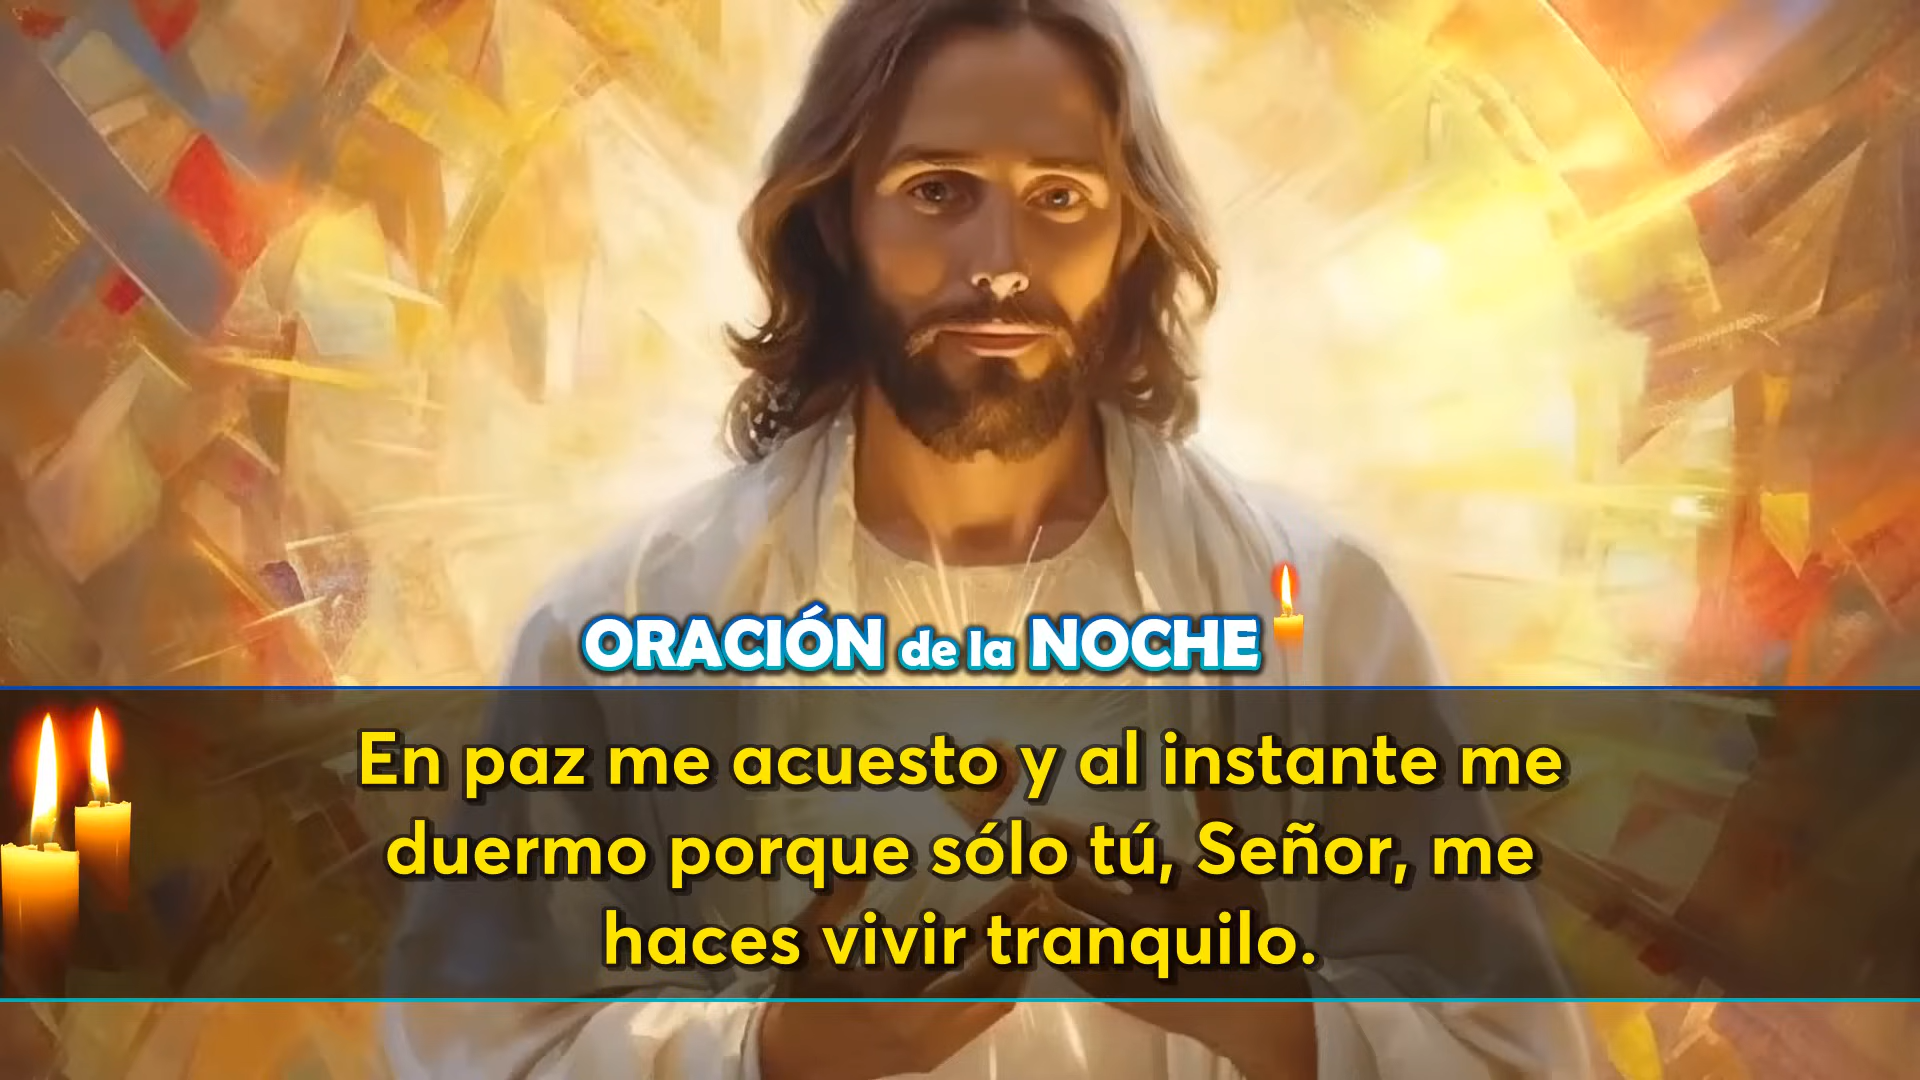 ORACIÓN de la NOCHE
En paz me acuesto y al instante me
duermo porque sólo tú, Señor, me
haces vivir tranquilo.